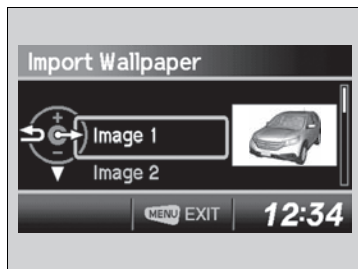 Import Wallpaper
+
Image 1
−
Image 2
MENU EXIT
12:34